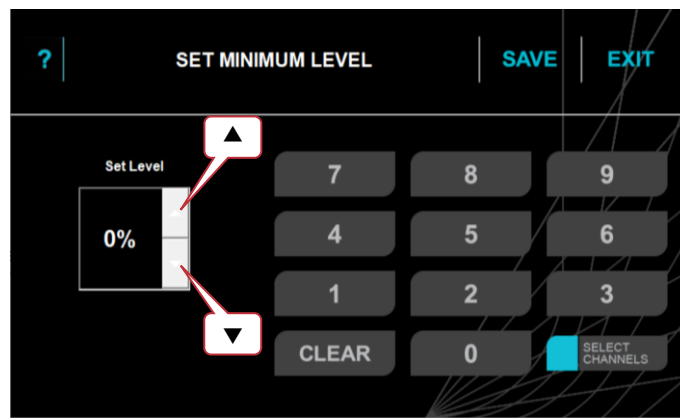 ?
SET MINIMUM LEVEL
SAVE
EXIT
▲
Set Level
0%
▼
7
8
9
4
5
6
1
2
3
CLEAR
0
SELECT
CHANNELS